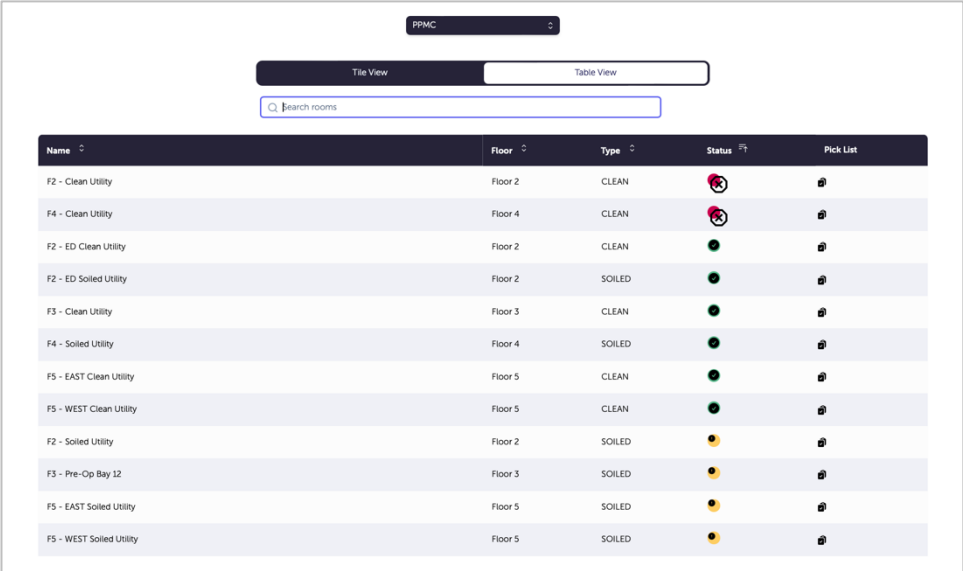 PPMC
Tile View Table View
Search rooms
Name Floor Type Status Pick List
F2 - Clean Utility Floor 2 CLEAN
F4 - Clean Utility Floor 4 CLEAN
F2 - ED Clean Utility Floor 2 CLEAN
F2 - ED Soiled Utility Floor 2 SOILED
F3 - Clean Utility Floor 3 CLEAN
F4 - Soiled Utility Floor 4 SOILED
F5 - EAST Clean Utility Floor 5 CLEAN
F5 - WEST Clean Utility Floor 5 CLEAN
F2 - Soiled Utility Floor 2 SOILED
F3 - Pre-Op Bay 12 Floor 3 SOILED
F5 - EAST Soiled Utility Floor 5 SOILED
F5 - WEST Soiled Utility Floor 5 SOILED